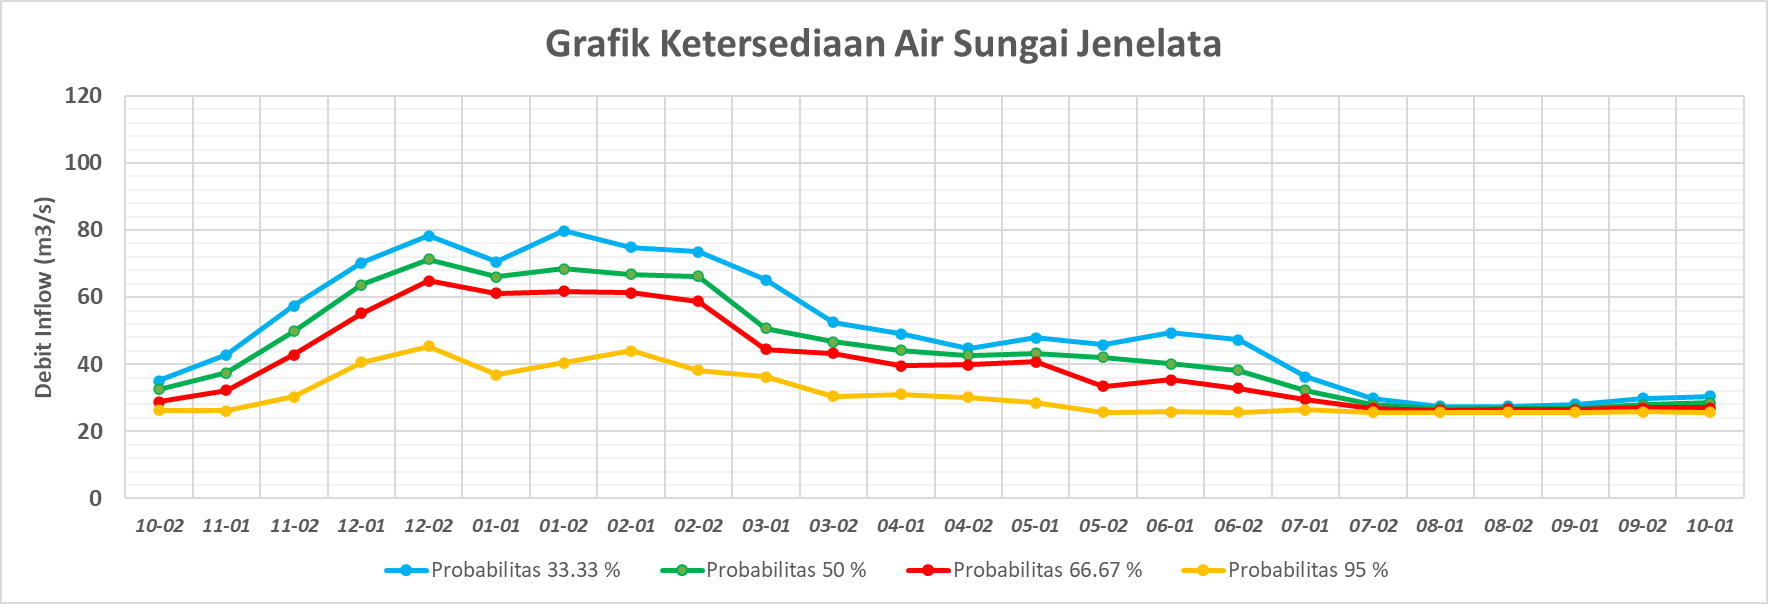 Grafik Ketersediaan Air Sungai Jenelata
Debit Inflow (m3/s)
120
100
80
60
40
20
0
10-02 11-01 11-02 12-01 12-02 01-01 01-02 02-01 02-02 03-01 03-02 04-01 04-02 05-01 05-02 06-01 06-02 07-01 07-02 08-01 08-02 09-01 09-02 10-01
Probabilitas 33.33 % Probabilitas 50 % Probabilitas 66.67 % Probabilitas 95 %